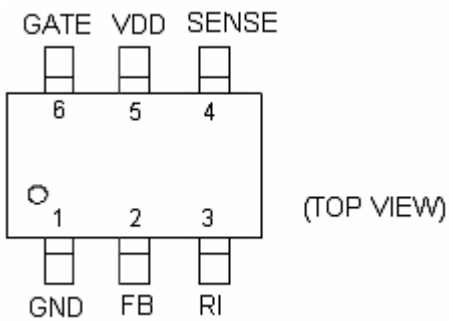 GATE VDD SENSE
6 5 4
(TOP VIEW)
1 2 3
GND FB RI